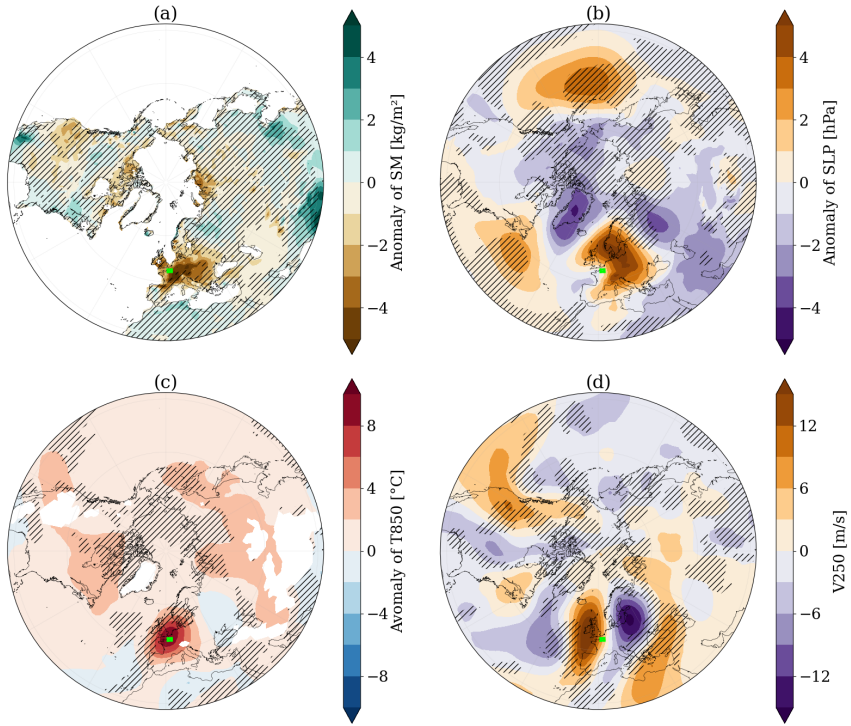 (a)
4
2
0
−2
−4
Anomaly of SM [kg/m²]
(b)
4
2
0
−2
−4
Anomaly of SLP [hPa]
(c)
8
4
0
−4
−8
Avomaly of T850 [°C]
(d)
12
6
0
−6
−12
V250 [m/s]